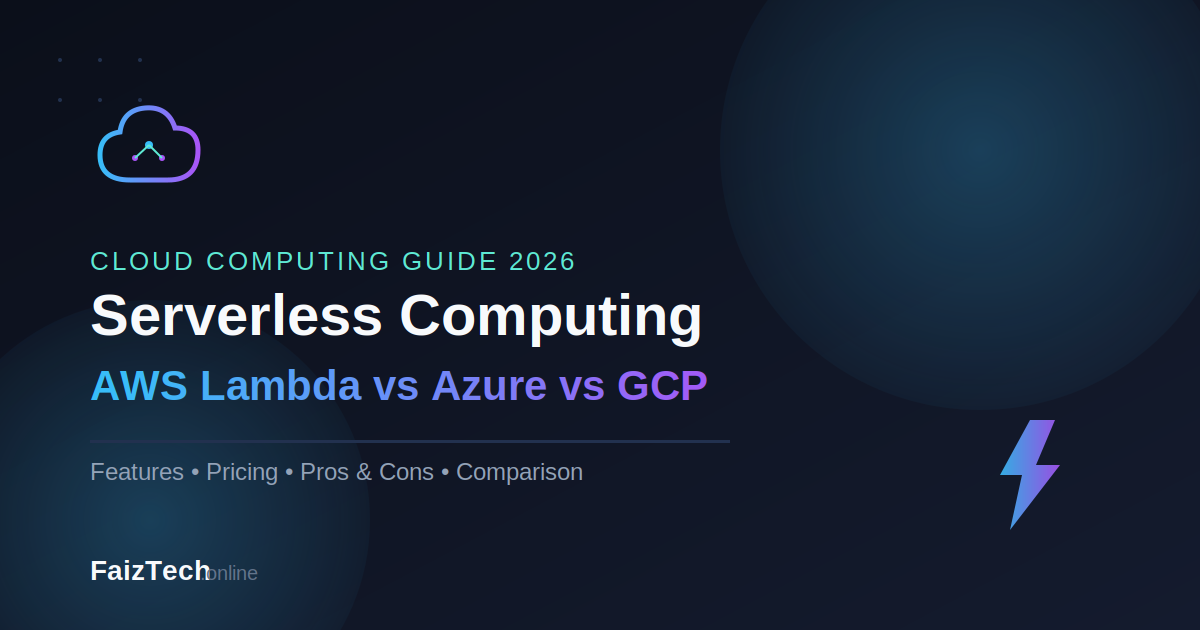 CLOUD COMPUTING GUIDE 2026
Serverless Computing
AWS Lambda vs Azure vs GCP
Features • Pricing • Pros & Cons • Comparison
FaizTech.online